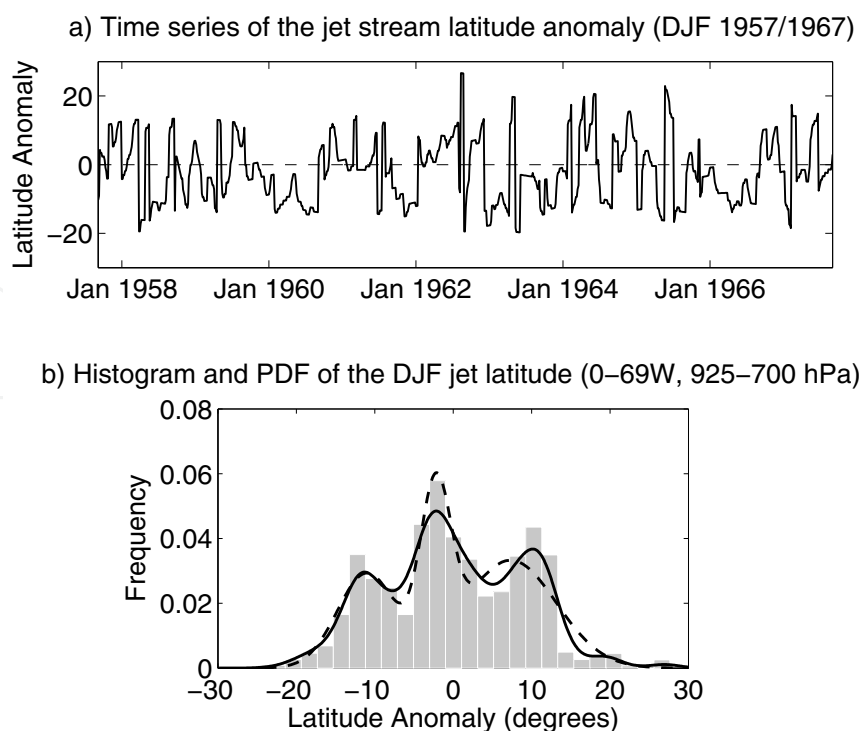 a) Time series of the jet stream latitude anomaly (DJF 1957/1967)
Latitude Anomaly
20
0
−20
Jan 1958 Jan 1960 Jan 1962 Jan 1964 Jan 1966
b) Histogram and PDF of the DJF jet latitude (0−69W, 925−700 hPa)
Frequency
0.08
0.06
0.04
0.02
0
−30 −20 −10 0 10 20 30
Latitude Anomaly (degrees)